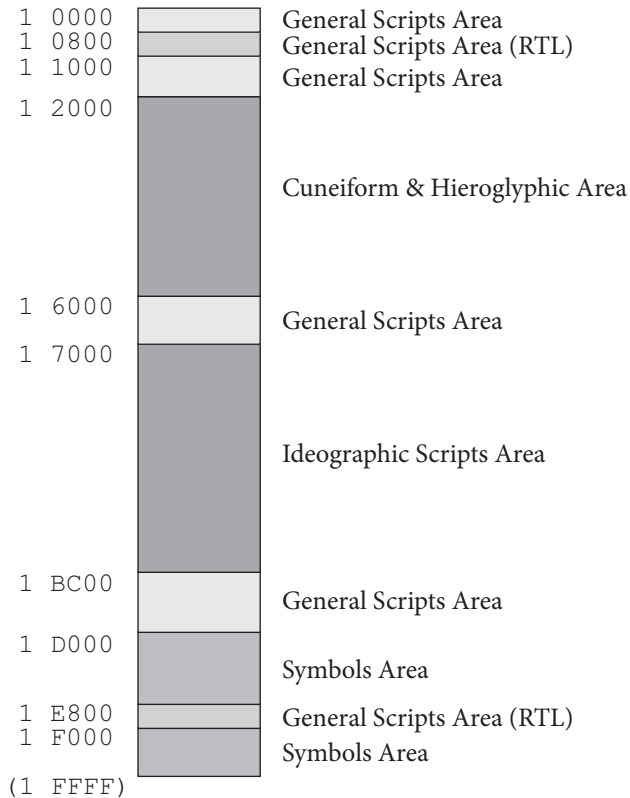 1 0000 General Scripts Area
1 0800 General Scripts Area (RTL)
1 1000 General Scripts Area
1 2000
Cuneiform & Hieroglyphic Area
1 6000
General Scripts Area
1 7000
Ideographic Scripts Area
1 BC00
General Scripts Area
1 D000
Symbols Area
1 E800 General Scripts Area (RTL)
1 F000
Symbols Area
(1 FFFF)